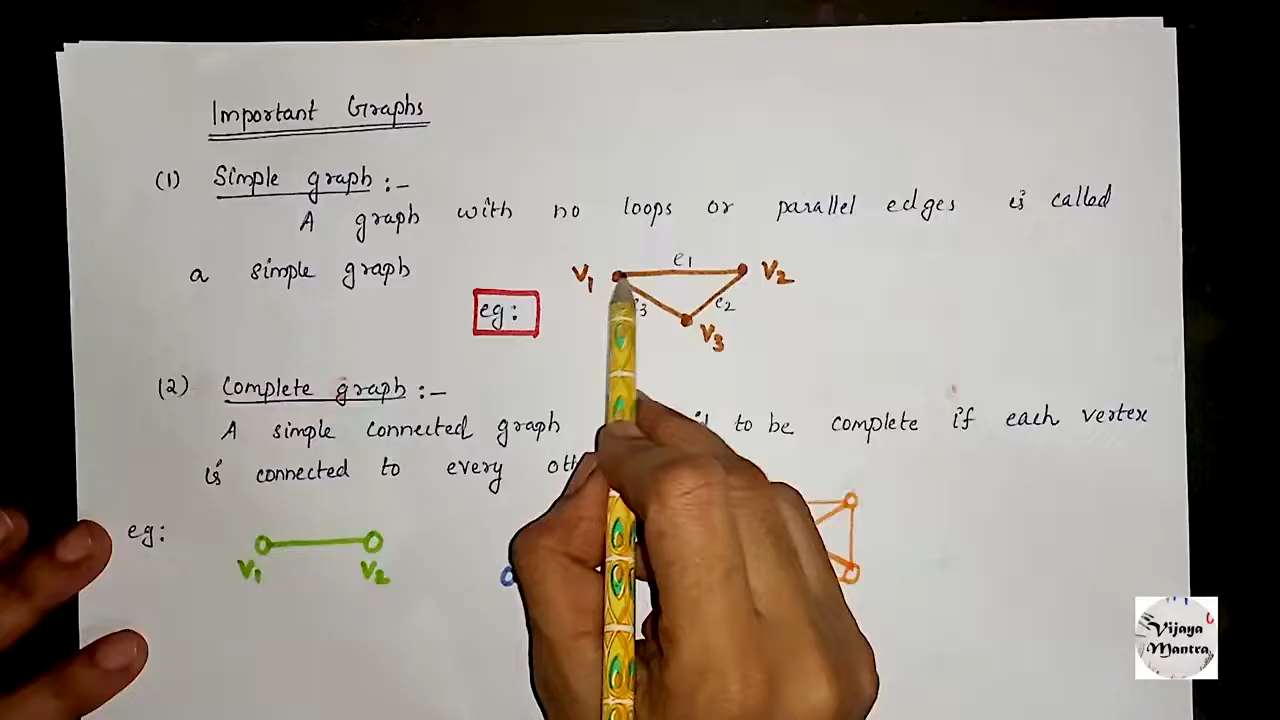 Important Graphs
(1) Simple graph :-
A graph with no loops or parallel edges is called
a simple graph
e1
V1 V2
eg: e2
V3
(2) Complete graph :-
A simple connected graph to be complete if each vertex
is connected to every
eg:
V1 V2
Vijaya
Mantra